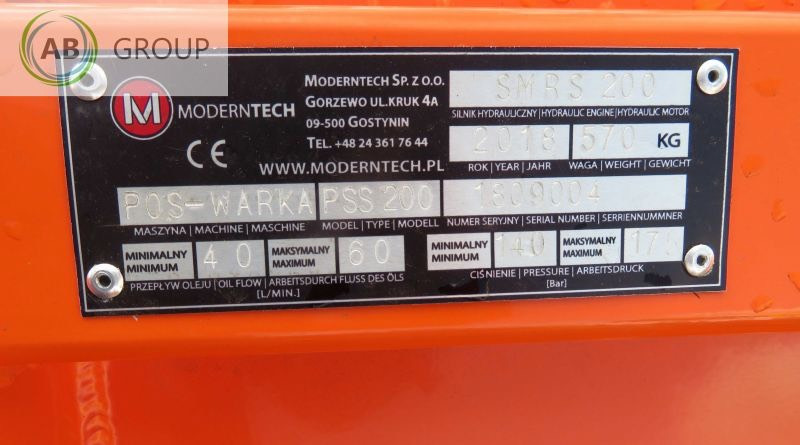 AB GROUP
M MODERNTECH
CE
MODERNTECH SP. Z O.O.
GORZEWO UL.KRUK 4A
09-500 GOSTYNIN
TEL. +48 24 361 76 44
WWW.MODERNTECH.PL
SMRS 200
SILNIK HYDRAULICZNY | HYDRAULIC ENGINE | HYDRAULIC MOTOR
2018 570 KG
ROK | YEAR | JAHR WAGA | WEIGHT | GEWICHT
POS-WARKA PSS 200 1809004
MASZYNA | MACHINE | MASCHINE MODEL | TYPE | MODELL NUMER SERYJNY | SERIAL NUMBER | SERRIENNUMMNER
MINIMALNY MINIMUM 40 MAKSYMALNY MAXIMUM 60 MINIMALNY MINIMUM 140 MAKSYMALNY MAXIMUM
PRZEPŁYW OLEJU | OIL FLOW | ARBEITSDURCH FLUSS DES ÖLS CIŚNIENIE | PRESSURE | ARBEITSDRUCK
[L/MIN.] [Bar]